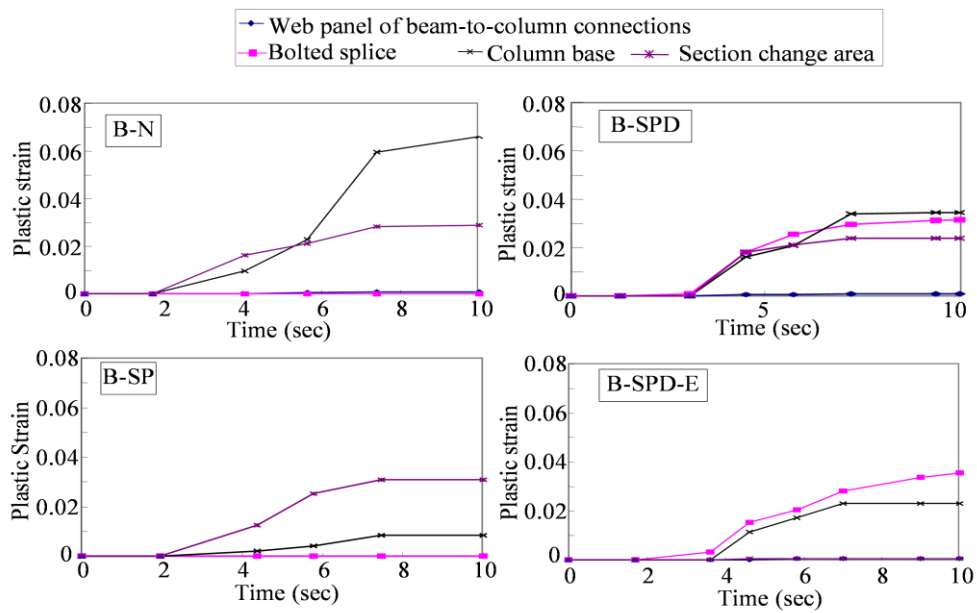 Web panel of beam-to-column connections
Bolted splice
Column base
Section change area
B-N
Plastic strain
0.08
0.06
0.04
0.02
0
0 2 4 6 8 10
Time (sec)
B-SPD
Plastic strain
0.08
0.06
0.04
0.02
0
0 5 10
Time (sec)
B-SP
Plastic Strain
0.08
0.06
0.04
0.02
0
0 2 4 6 8 10
Time (sec)
B-SPD-E
Plastic strain
0.08
0.06
0.04
0.02
0
0 2 4 6 8 10
Time (sec)